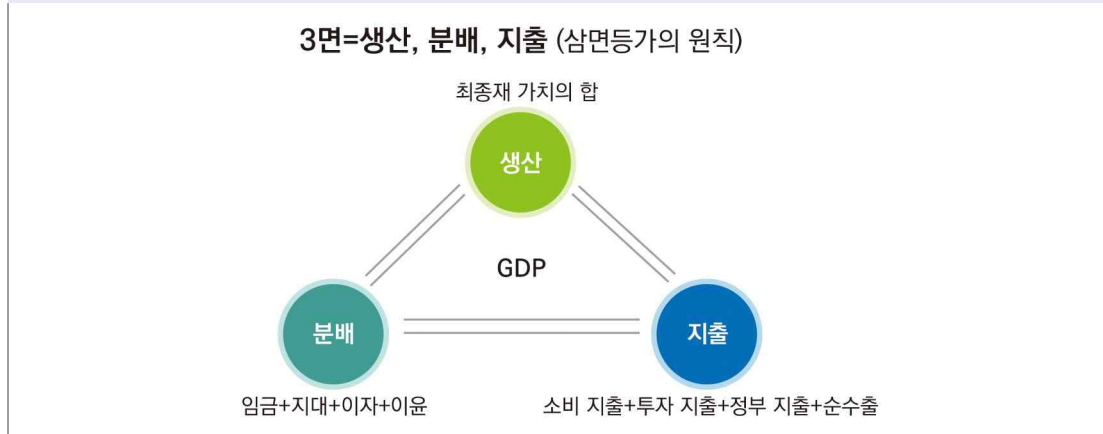 3면=생산, 분배, 지출 (삼면등가의 원칙)
최종재 가치의 합
생산
GDP
분배
지출
임금+지대+이자+이윤
소비 지출+투자 지출+정부 지출+순수출